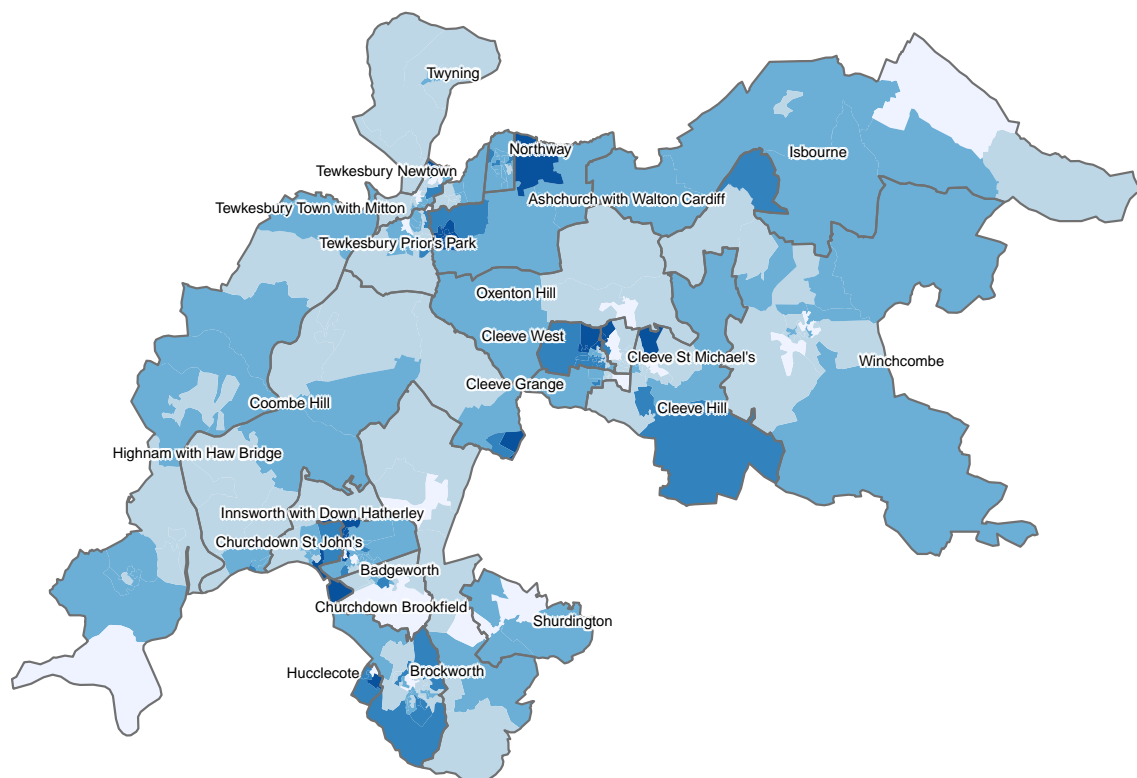 Twyning
Northway
Isbourne
Tewkesbury Newtown
Ashchurch with Walton Cardiff
Tewkesbury Town with Mitton
Tewkesbury Prior's Park
Oxenton Hill
Cleeve West
Cleeve St Michael's
Winchcombe
Cleeve Grange
Coombe Hill
Cleeve Hill
Highnam with Haw Bridge
Innsworth with Down Hatherley
Churchdown St John's
Badgeworth
Churchdown Brookfield
Shurdington
Hucclecote
Brockworth